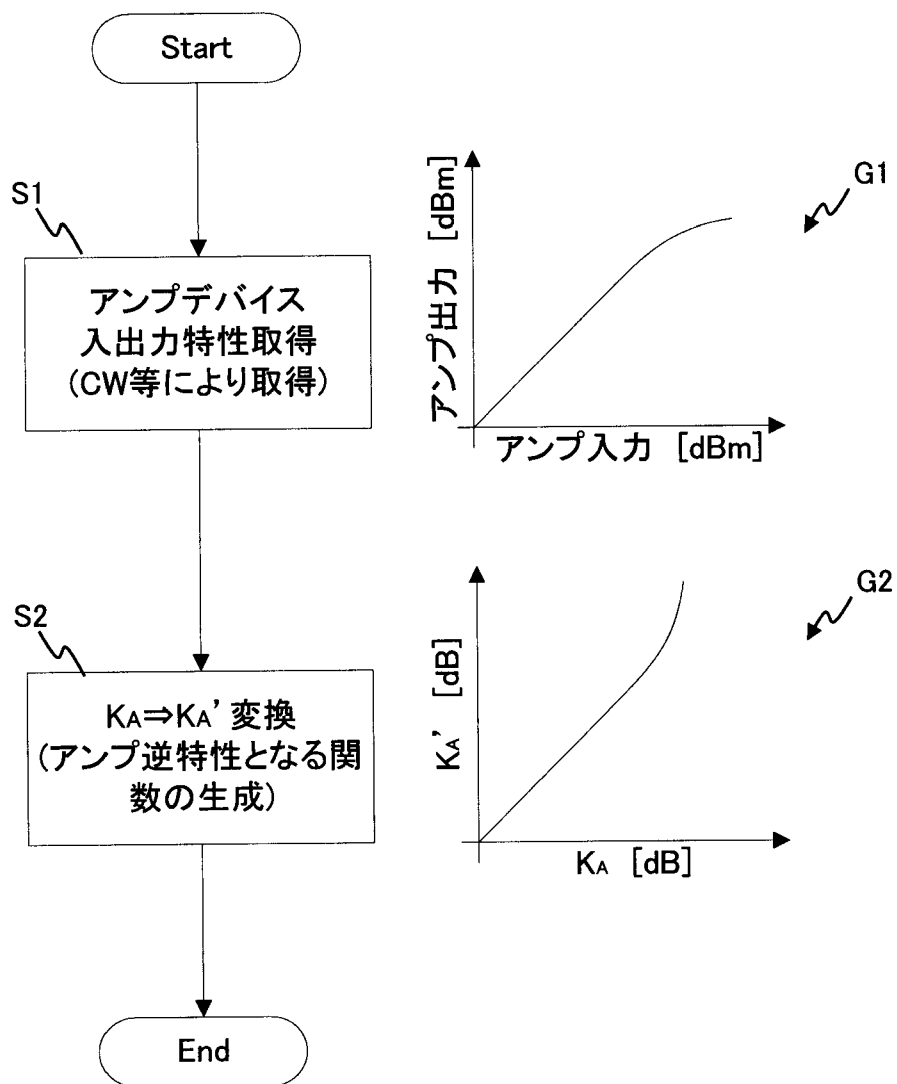 Start
S1
アンプデバイス
入出力特性取得
(CW等により取得)
アンプ出力 [dBm]
アンプ入力 [dBm]
G1
S2
KA⇒KA' 変換
(アンプ逆特性となる関
数の生成)
KA' [dB]
KA [dB]
G2
End